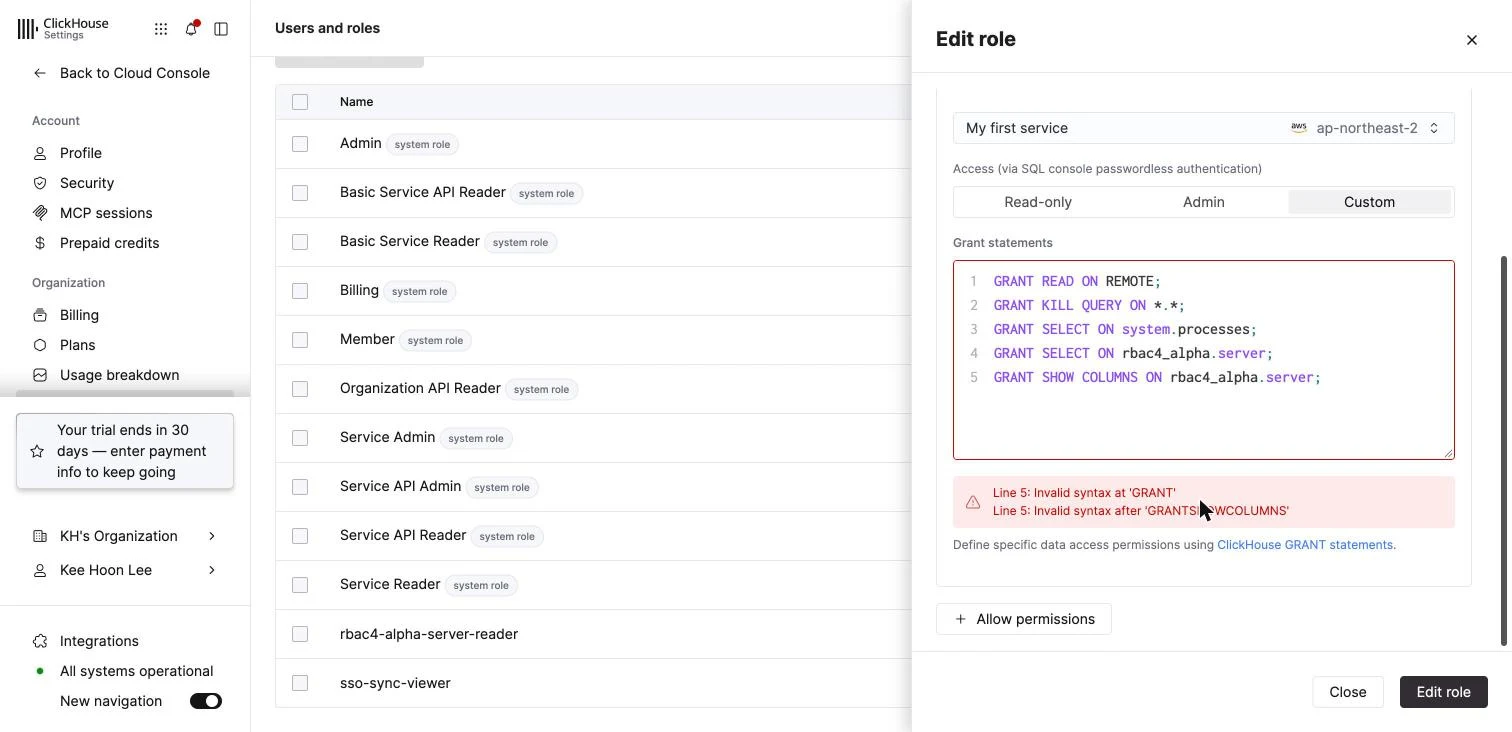 ClickHouse
Settings
Back to Cloud Console
Account
Profile
Security
MCP sessions
Prepaid credits
Organization
Billing
Plans
Usage breakdown
Your trial ends in 30
days — enter payment
info to keep going
KH's Organization
Kee Hoon Lee
Integrations
All systems operational
New navigation
Users and roles
Name
Admin system role
Basic Service API Reader system role
Basic Service Reader system role
Billing system role
Member system role
Organization API Reader system role
Service Admin system role
Service API Admin system role
Service API Reader system role
Service Reader system role
rbac4-alpha-server-reader
sso-sync-viewer
Edit role
My first service aws ap-northeast-2
Access (via SQL console passwordless authentication)
Read-only Admin Custom
Grant statements
1 GRANT READ ON REMOTE;
2 GRANT KILL QUERY ON *.*;
3 GRANT SELECT ON system.processes;
4 GRANT SELECT ON rbac4_alpha.server;
5 GRANT SHOW COLUMNS ON rbac4_alpha.server;
Line 5: Invalid syntax at 'GRANT'
Line 5: Invalid syntax after 'GRANTSHOWCOLUMNS'
Define specific data access permissions using ClickHouse GRANT statements.
Allow permissions
Close Edit role